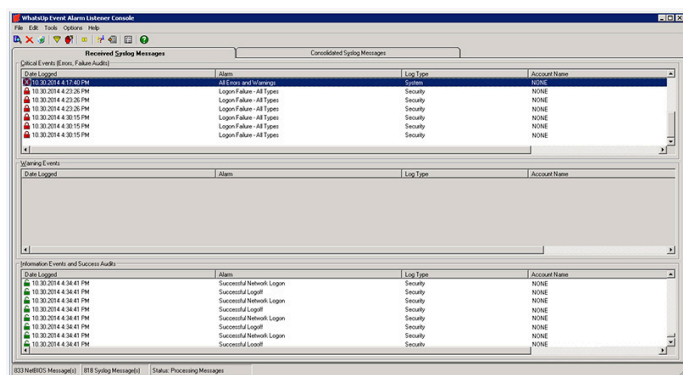 WhatsUp Event Alarm Listener Console
File Edit Tools Options Help
Received Syslog Messages Consolidated Syslog Messages
Critical Events (Errors, Failure Audits)
Date Logged Alarm Log Type Account Name
10.30.2014 4:17:40 PM All Errors and Warnings System NONE
10.30.2014 4:23:26 PM Logon Failure - All Types Security NONE
10.30.2014 4:23:26 PM Logon Failure - All Types Security NONE
10.30.2014 4:23:26 PM Logon Failure - All Types Security NONE
10.30.2014 4:30:15 PM Logon Failure - All Types Security NONE
10.30.2014 4:30:15 PM Logon Failure - All Types Security NONE
10.30.2014 4:30:15 PM Logon Failure - All Types Security NONE
Warning Events
Date Logged Alarm Log Type Account Name
Information Events and Success Audits
Date Logged Alarm Log Type Account Name
10.30.2014 4:34:41 PM Successful Network Logon Security NONE
10.30.2014 4:34:41 PM Successful Logoff Security NONE
10.30.2014 4:34:41 PM Successful Logoff Security NONE
10.30.2014 4:34:41 PM Successful Network Logon Security NONE
10.30.2014 4:34:41 PM Successful Logoff Security NONE
10.30.2014 4:34:41 PM Successful Network Logon Security NONE
10.30.2014 4:34:41 PM Successful Logoff Security NONE
833 NetBIOS Message(s) 818 Syslog Message(s) Status: Processing Messages